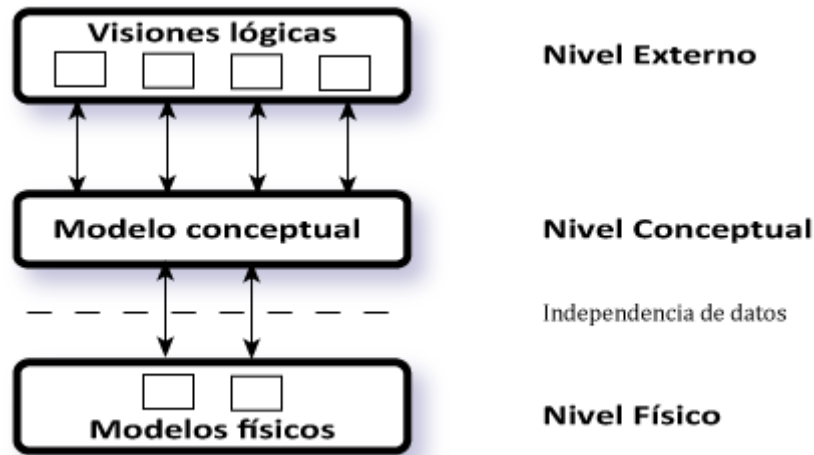 Visiones lógicas
Nivel Externo
Modelo conceptual
Nivel Conceptual
Independencia de datos
Modelos físicos
Nivel Físico